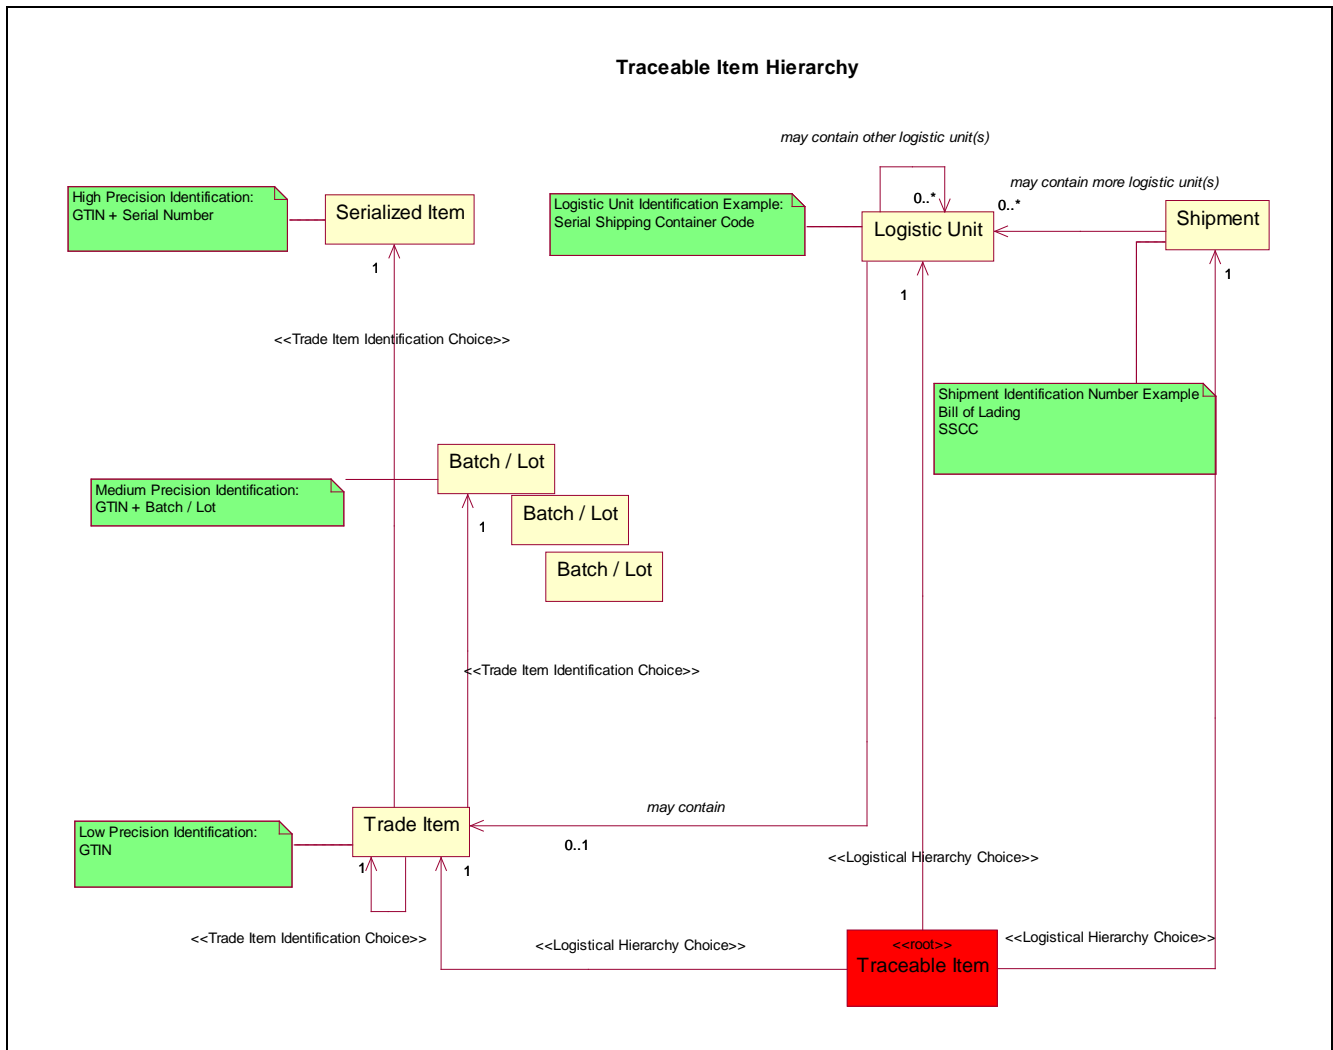 Traceable Item Hierarchy
may contain other logistic unit(s)
may contain more logistic unit(s)
High Precision Identification:
GTIN + Serial Number
Serialized Item
1
Logistic Unit Identification Example:
Serial Shipping Container Code
0..*
Logistic Unit
1
0..*
Shipment
1
<<Trade Item Identification Choice>>
Shipment Identification Number Example
Bill of Lading
SSCC
Medium Precision Identification:
GTIN + Batch / Lot
Batch / Lot
1
Batch / Lot
Batch / Lot
<<Trade Item Identification Choice>>
Low Precision Identification:
GTIN
Trade Item
1
1
may contain
0..1
<<Logistical Hierarchy Choice>>
<<Trade Item Identification Choice>>
<<Logistical Hierarchy Choice>>
<<root>>
Traceable Item
<<Logistical Hierarchy Choice>>